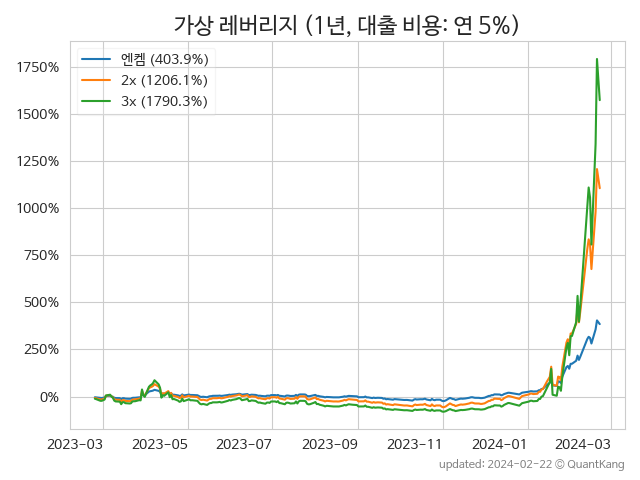 가상 레버리지 (1년, 대출 비용: 연 5%)
엔켐 (403.9%)
2x (1206.1%)
3x (1790.3%)
1750%
1500%
1250%
1000%
750%
500%
250%
0%
2023-03 2023-05 2023-07 2023-09 2023-11 2024-01 2024-03
updated: 2024-02-22 © QuantKang